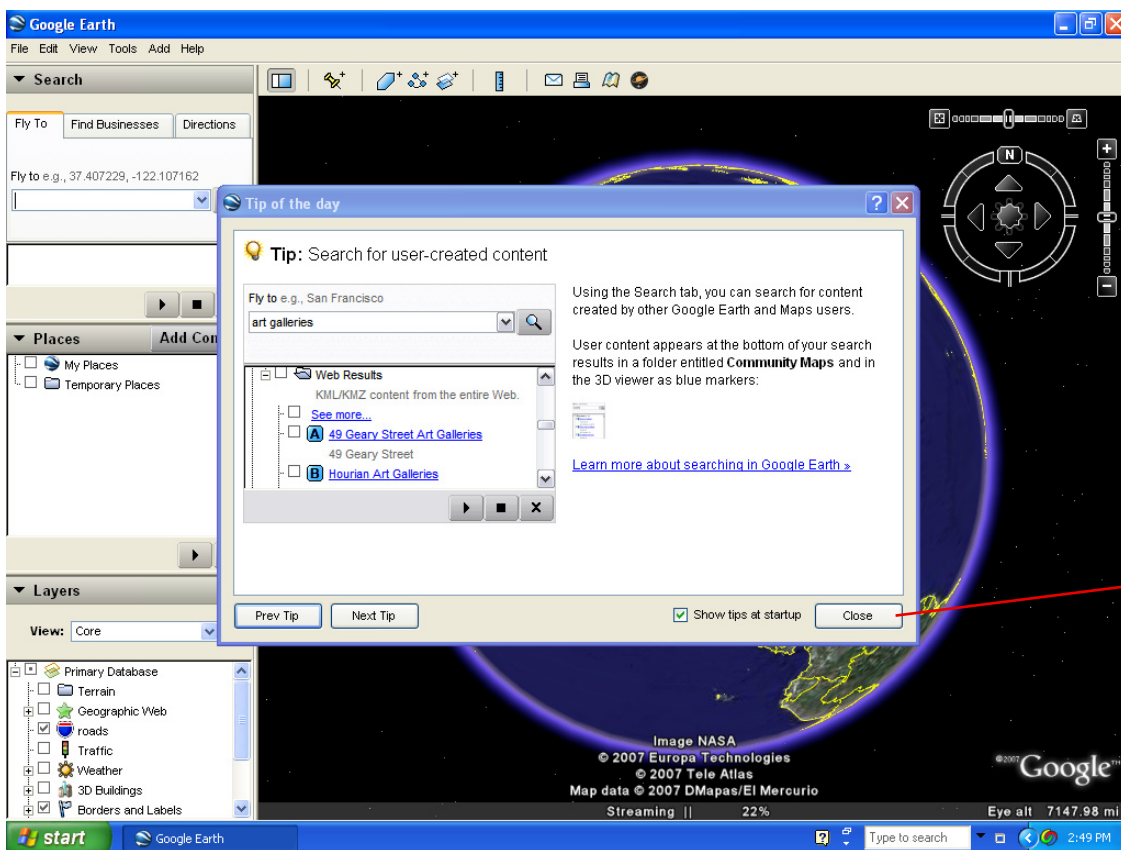 Google Earth
File Edit View Tools Add Help
Search
Fly To Find Businesses Directions
Fly to e.g., 37.407229, -122.107162
Places Add Con
My Places
Temporary Places
Layers
View: Core
Primary Database
Terrain
Geographic Web
roads
Traffic
Weather
3D Buildings
Borders and Labels
N
Tip of the day
Tip: Search for user-created content
Fly to e.g., San Francisco
art galleries
Web Results
KML/KMZ content from the entire Web.
See more...
A 49 Geary Street Art Galleries
49 Geary Street
B Hourian Art Galleries
Using the Search tab, you can search for content
created by other Google Earth and Maps users.
User content appears at the bottom of your search
results in a folder entitled Community Maps and in
the 3D viewer as blue markers:
Learn more about searching in Google Earth »
Prev Tip Next Tip Show tips at startup Close
Image NASA
© 2007 Europa Technologies
© 2007 Tele Atlas
Map data © 2007 DMapas/El Mercurio
©2007 Google™
Streaming || 22% Eye alt 7147.98 mi
start Google Earth Type to search 2:49 PM